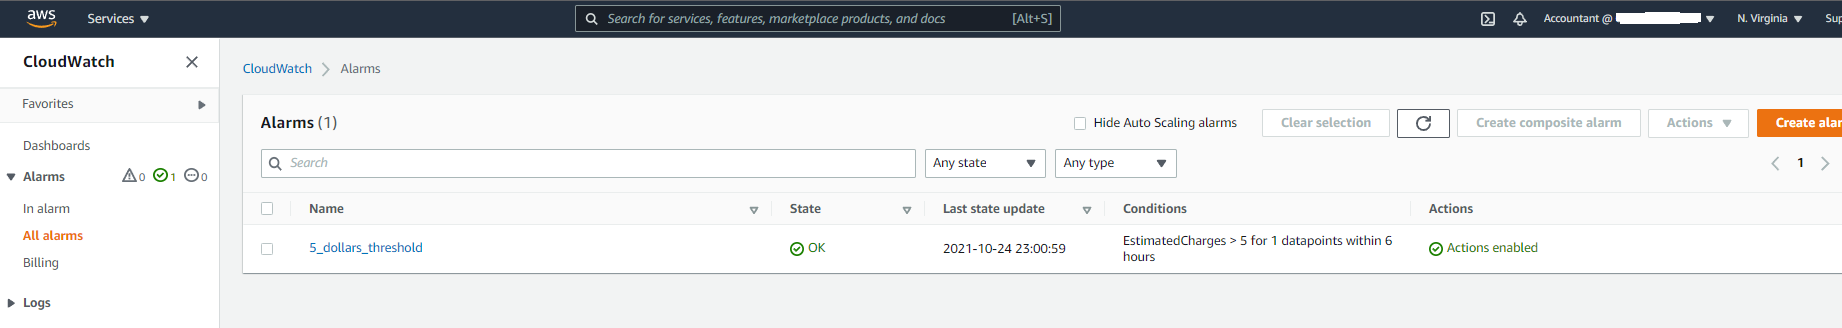 aws Services Search for services, features, marketplace products, and docs [Alt+S] Accountant @ N. Virginia Sup
CloudWatch
Favorites
Dashboards
Alarms 0 1 0
In alarm
All alarms
Billing
Logs
CloudWatch Alarms
Alarms (1) Hide Auto Scaling alarms Clear selection Create composite alarm Actions Create alar
Search Any state Any type 1
Name State Last state update Conditions Actions
5_dollars_threshold OK 2021-10-24 23:00:59 EstimatedCharges > 5 for 1 datapoints within 6
hours Actions enabled